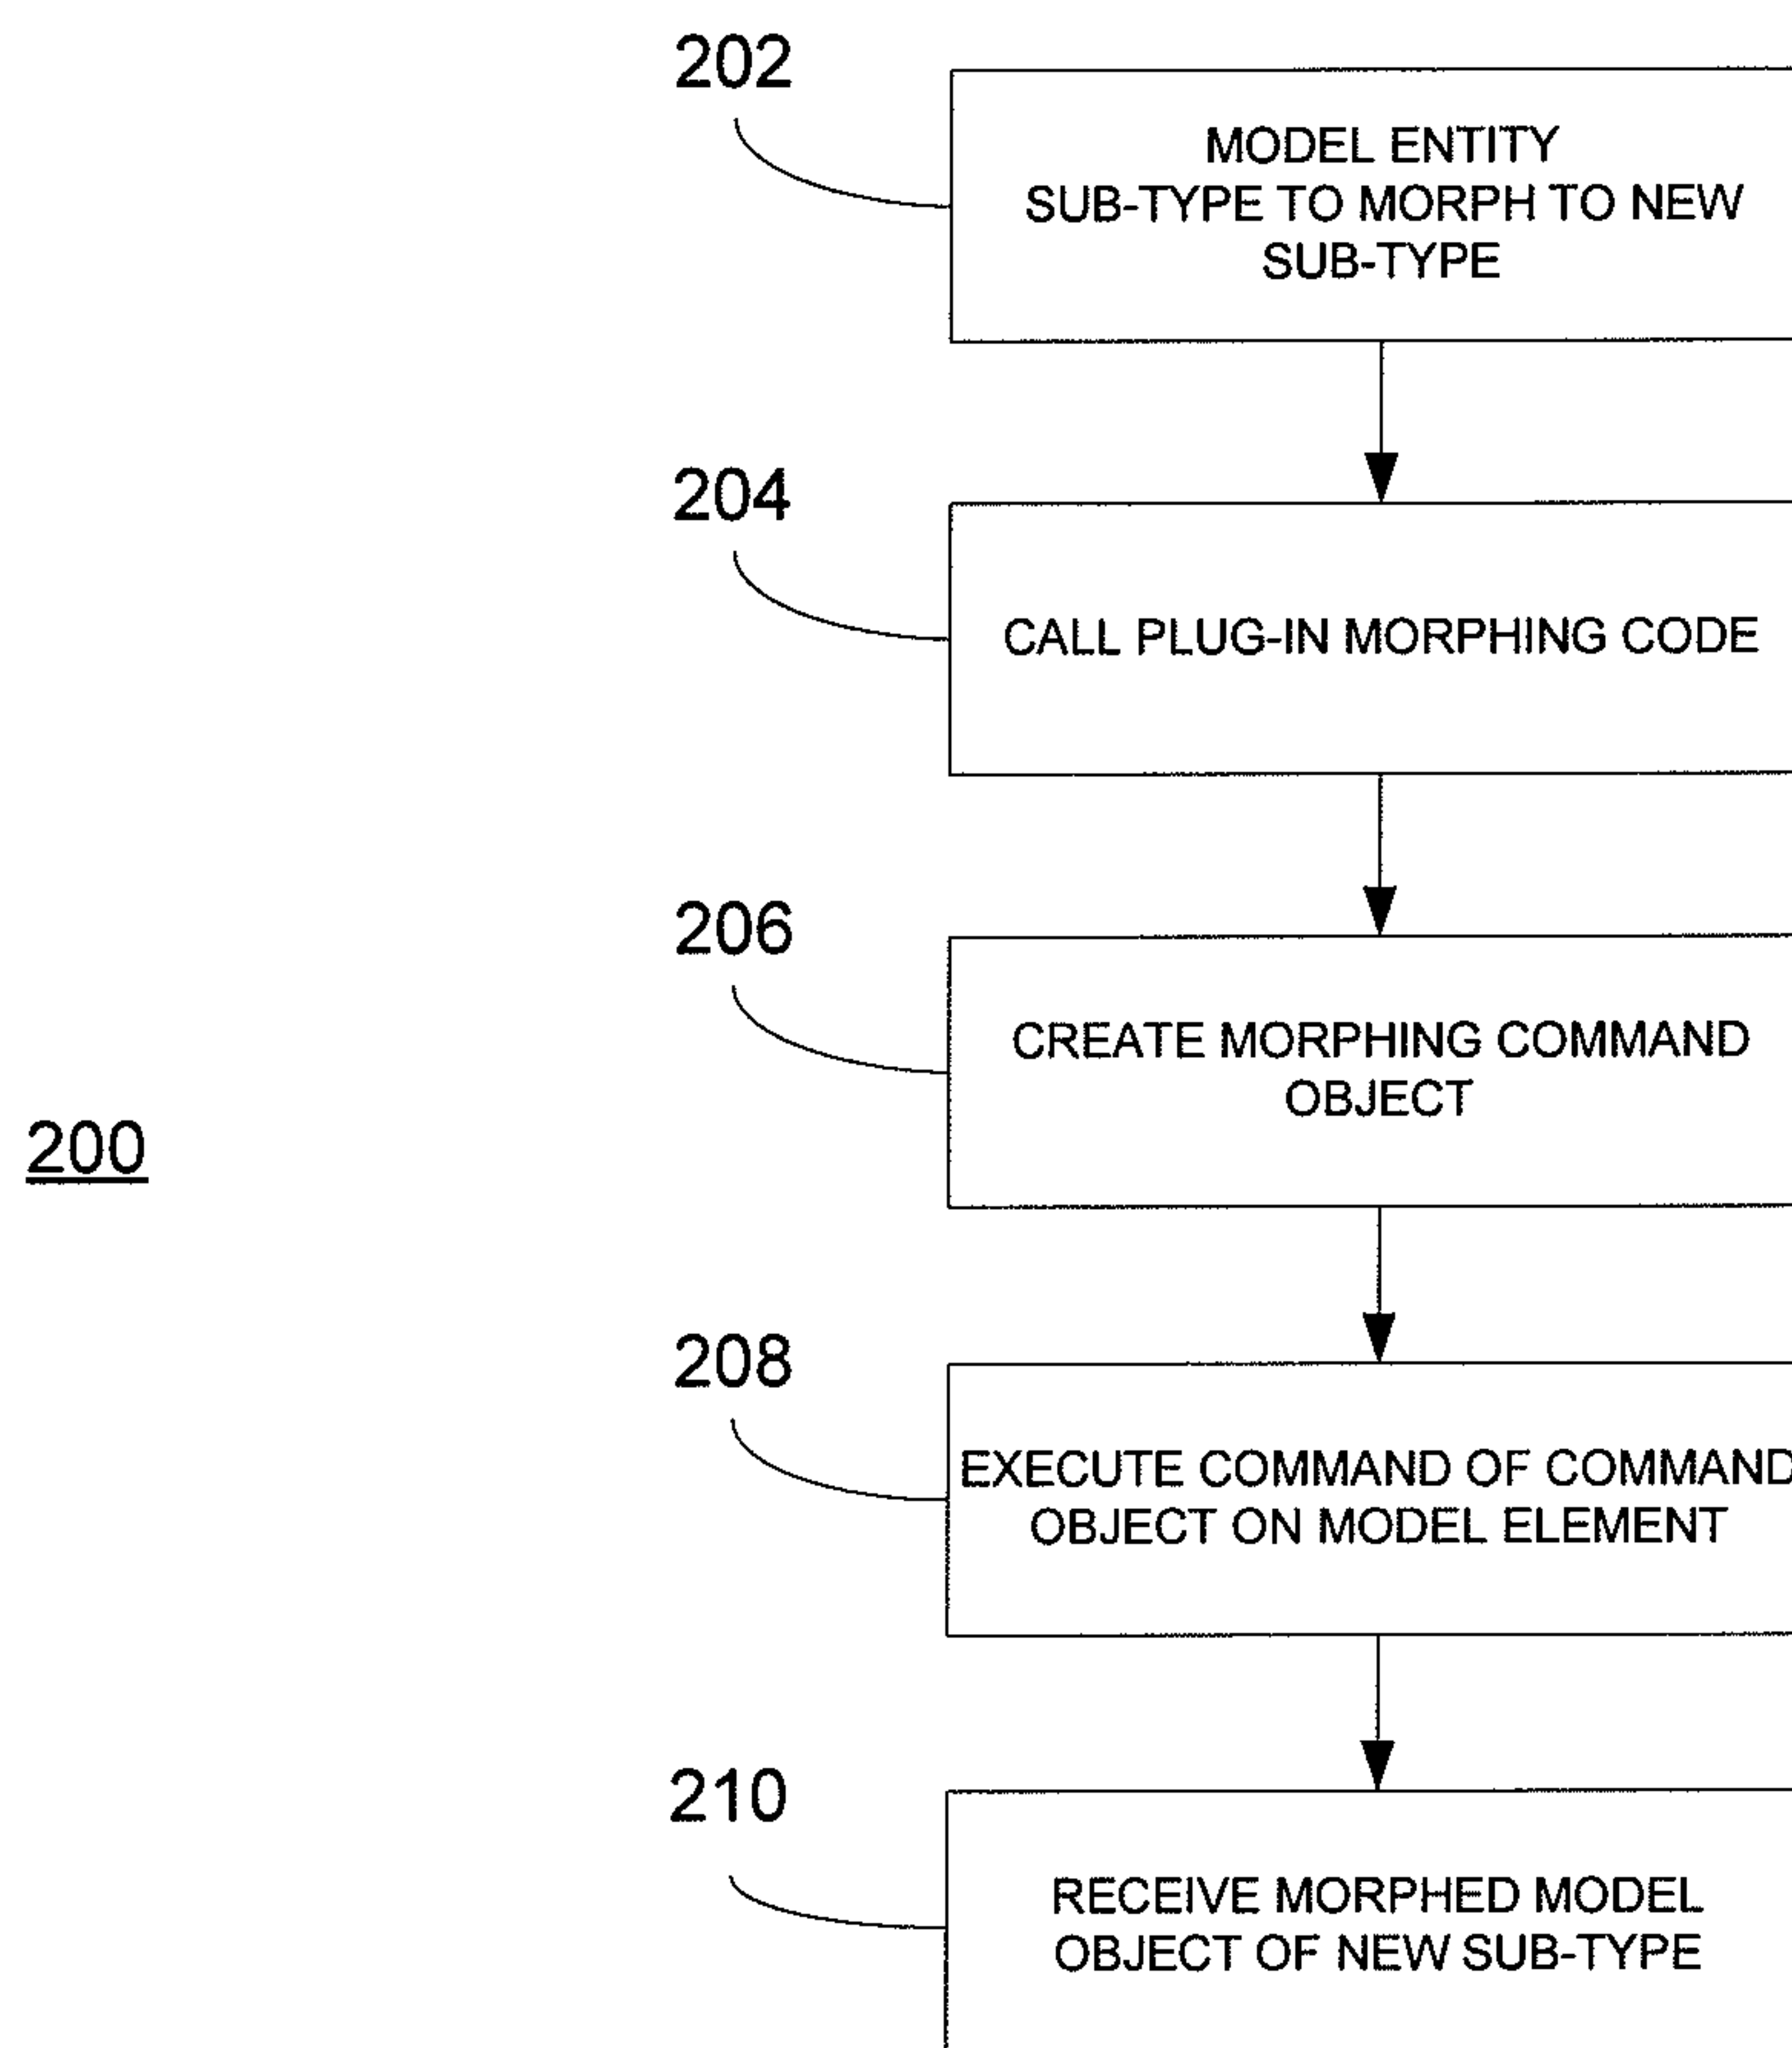 202
MODEL ENTITY
SUB-TYPE TO MORPH TO NEW
SUB-TYPE
204
CALL PLUG-IN MORPHING CODE
206
CREATE MORPHING COMMAND
OBJECT
200
208
EXECUTE COMMAND OF COMMAND
OBJECT ON MODEL ELEMENT
210
RECEIVE MORPHED MODEL
OBJECT OF NEW SUB-TYPE